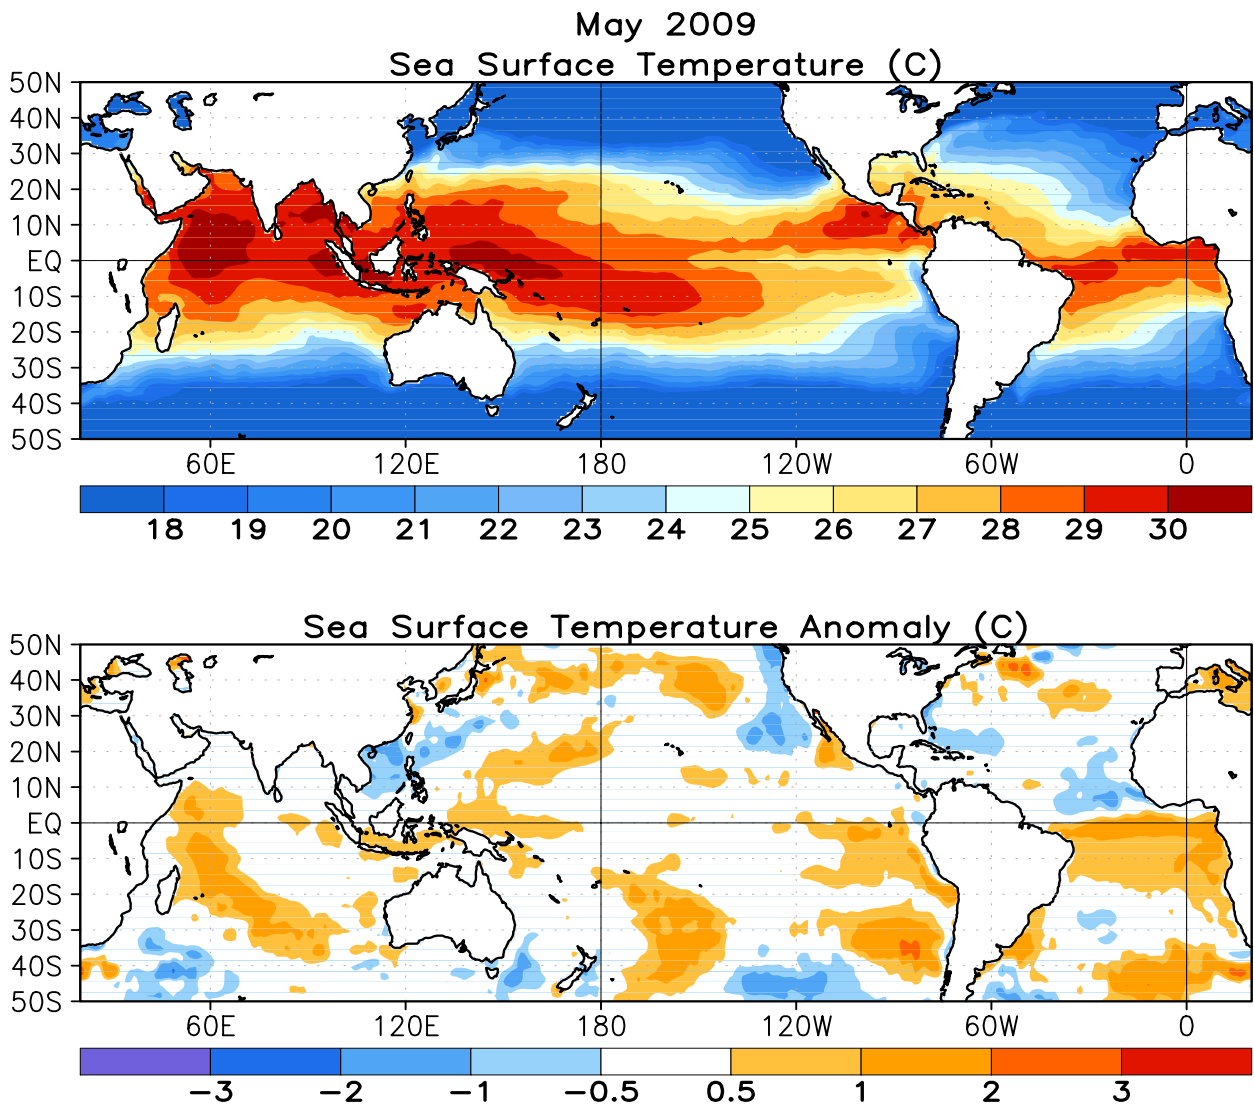 May 2009
Sea Surface Temperature (C)
50N
40N
30N
20N
10N
EQ
10S
20S
30S
40S
50S
60E 120E 180 120W 60W 0
18 19 20 21 22 23 24 25 26 27 28 29 30
Sea Surface Temperature Anomaly (C)
50N
40N
30N
20N
10N
EQ
10S
20S
30S
40S
50S
60E 120E 180 120W 60W 0
−3 −2 −1 −0.5 0.5 1 2 3